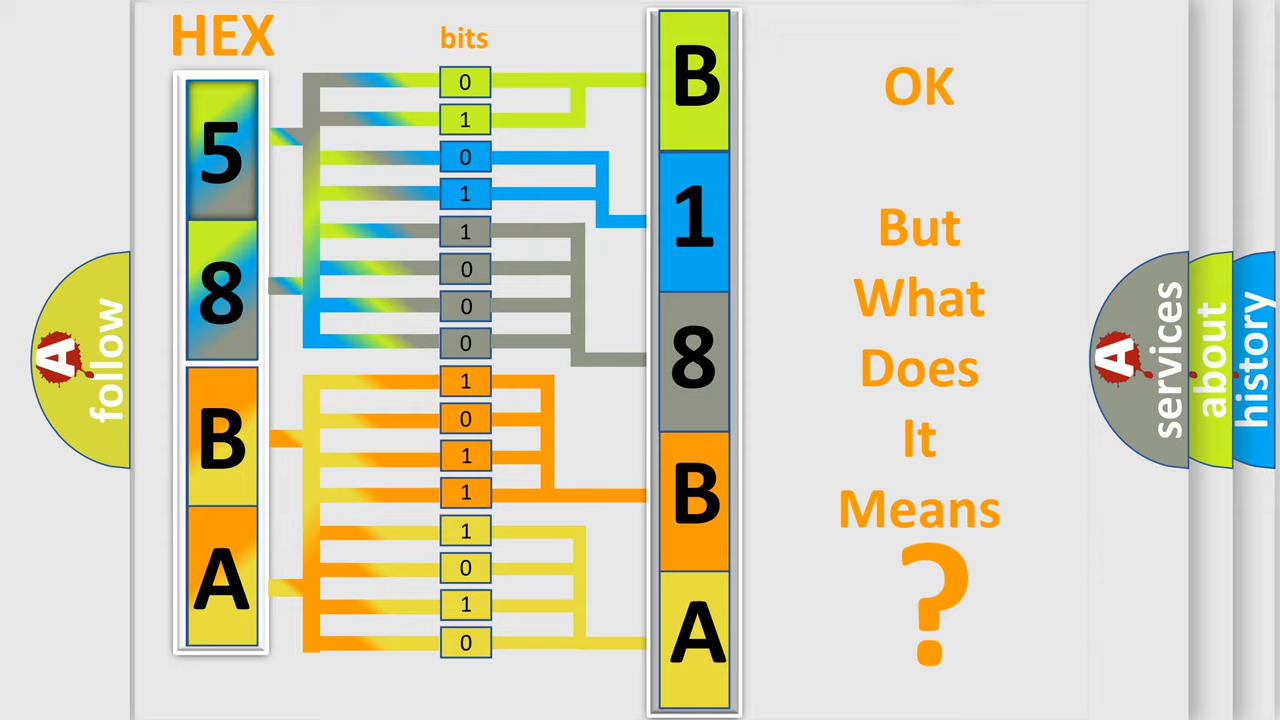 HEX
bits
5
8
B
A
0
1
0
1
1
0
0
0
1
0
1
1
1
0
1
0
B
1
8
B
A
OK
But
What
Does
It
Means
?
A
follow
A
services
about
history